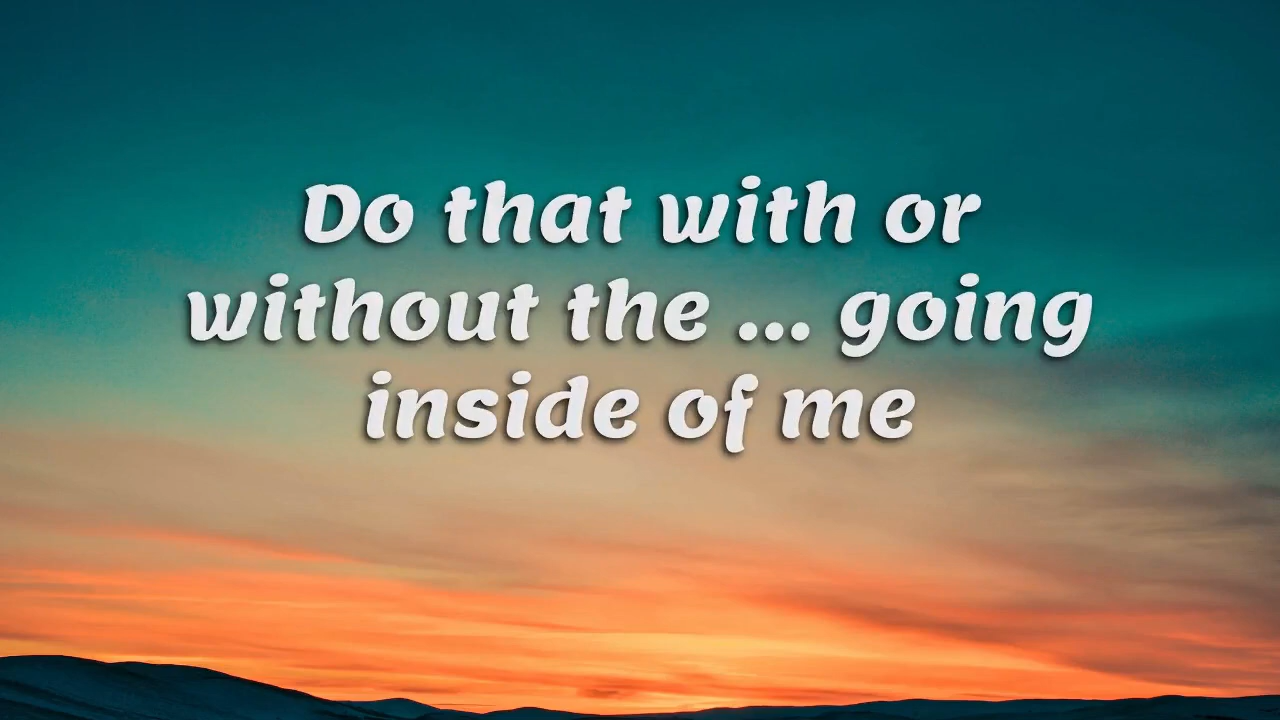 Do that with or
without the ... going
inside of me